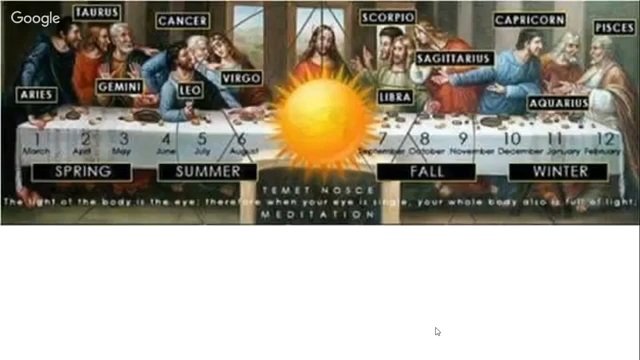 Google
TAURUS
CANCER
SCORPIO
CAPRICORN
PISCES
ARIES
GEMINI
LEO
VIRGO
LIBRA
SAGITTARIUS
AQUARIUS
1 2 3 4 5 6 7 8 9 10 11 12
March April May June July August September October November December January February
SPRING SUMMER FALL WINTER
TEMET NOSCE
The light of the body is the eye; therefore when your eye is single, your whole body also is full of light;
MEDITATION